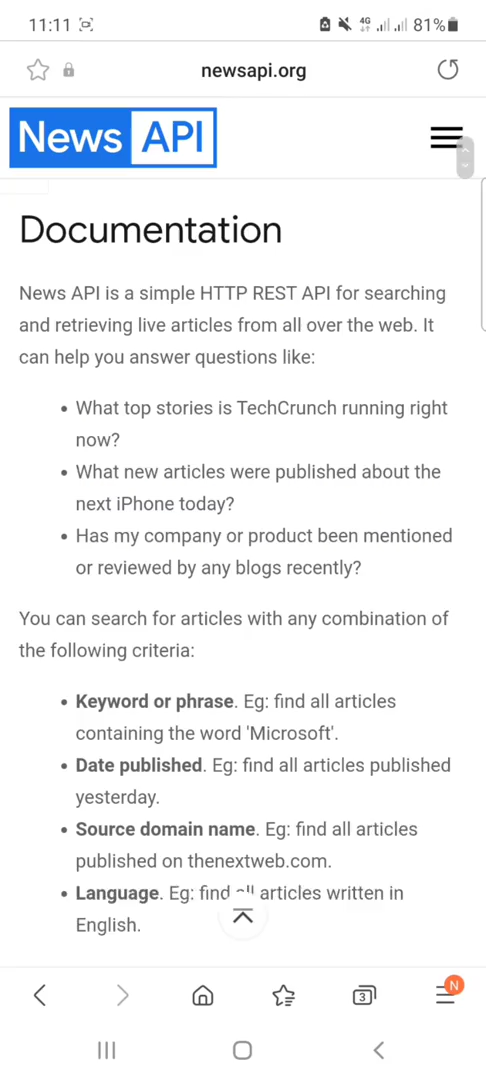 11:11
4G
81%
newsapi.org
News API
Documentation
News API is a simple HTTP REST API for searching
and retrieving live articles from all over the web. It
can help you answer questions like:
• What top stories is TechCrunch running right
now?
• What new articles were published about the
next iPhone today?
• Has my company or product been mentioned
or reviewed by any blogs recently?
You can search for articles with any combination of
the following criteria:
• Keyword or phrase. Eg: find all articles
containing the word 'Microsoft'.
• Date published. Eg: find all articles published
yesterday.
• Source domain name. Eg: find all articles
published on thenextweb.com.
• Language. Eg: find all articles written in
English.
3
N